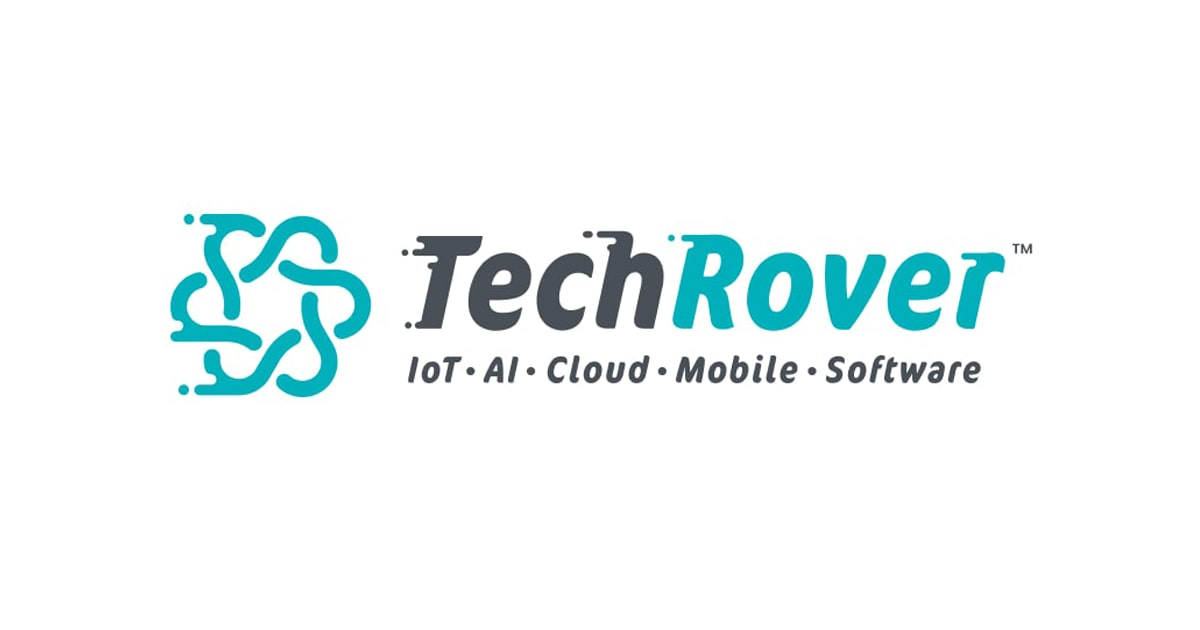 TechRover™
IoT • AI • Cloud • Mobile • Software